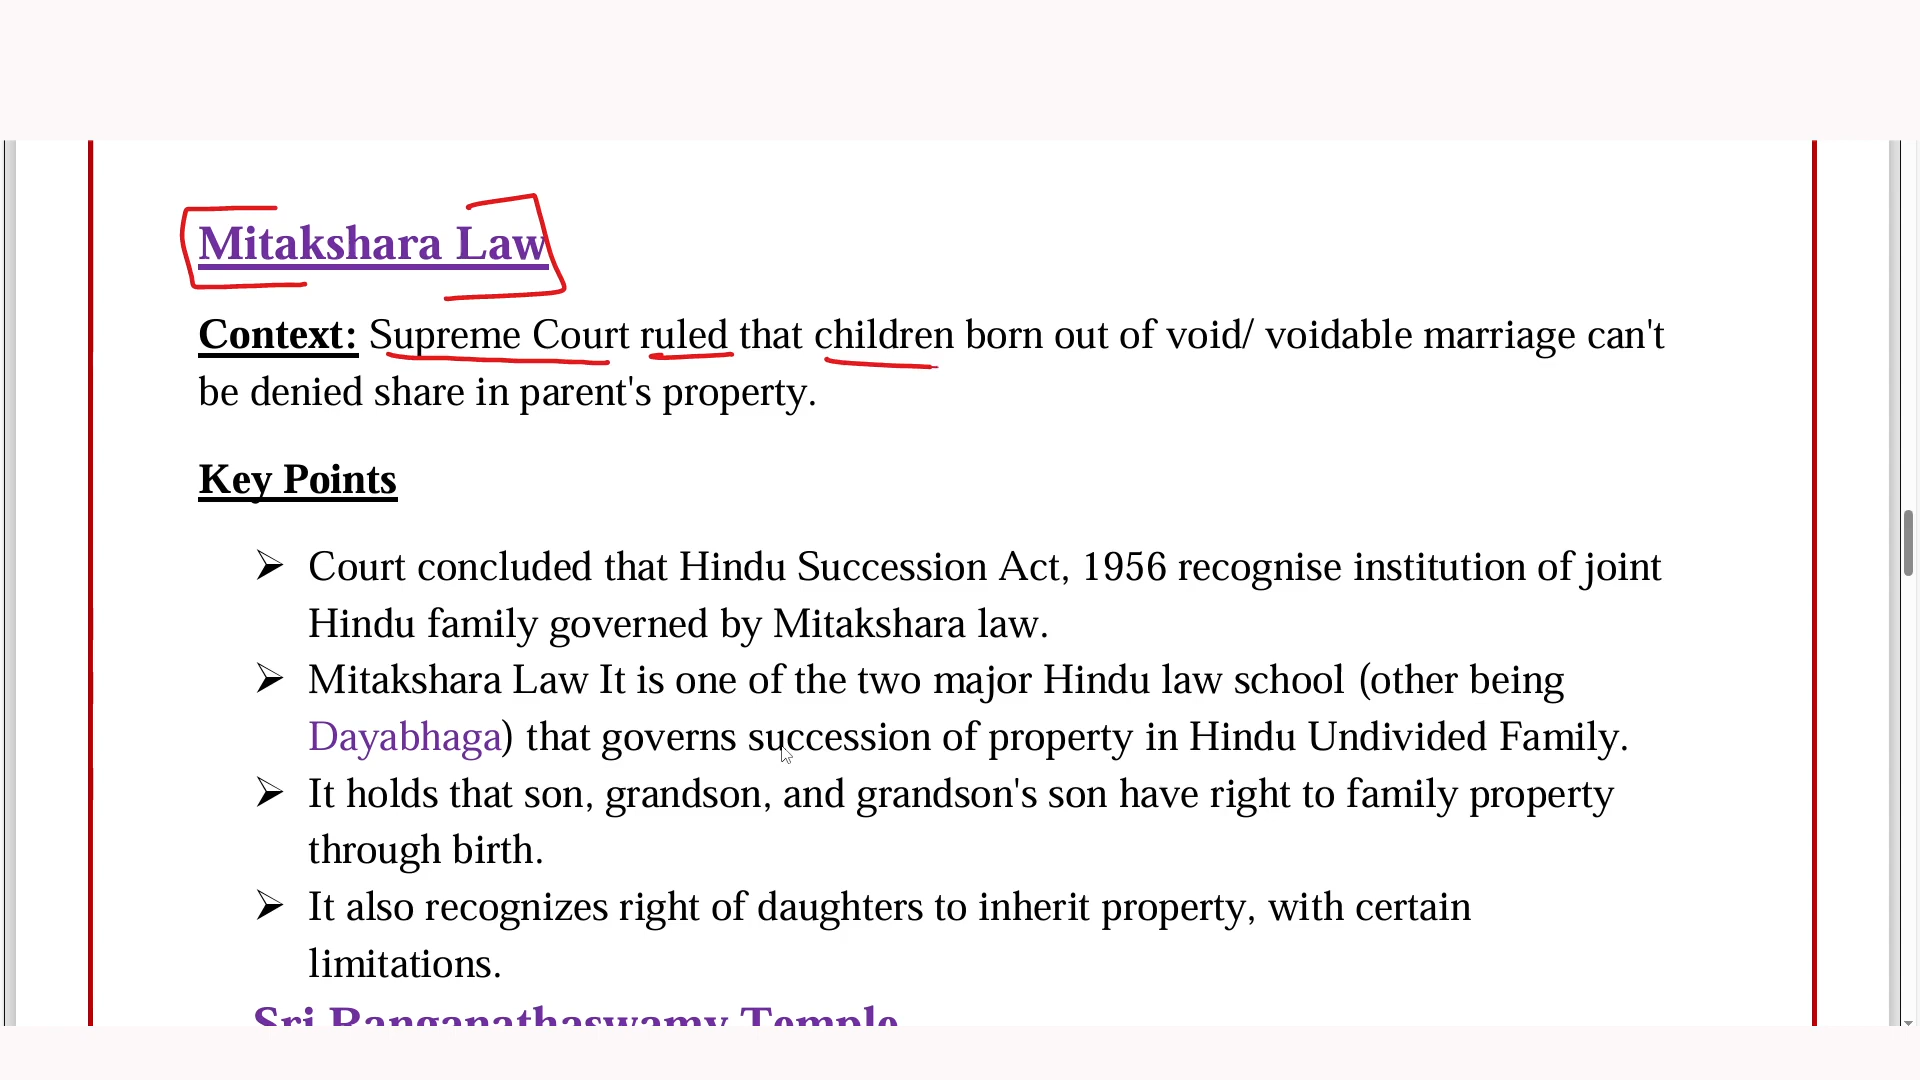 Mitakshara Law
Context: Supreme Court ruled that children born out of void/ voidable marriage can't
be denied share in parent's property.
Key Points
➢ Court concluded that Hindu Succession Act, 1956 recognise institution of joint
Hindu family governed by Mitakshara law.
➢ Mitakshara Law It is one of the two major Hindu law school (other being
Dayabhaga) that governs succession of property in Hindu Undivided Family.
➢ It holds that son, grandson, and grandson's son have right to family property
through birth.
➢ It also recognizes right of daughters to inherit property, with certain
limitations.
Sri Ranganathaswamy Temple